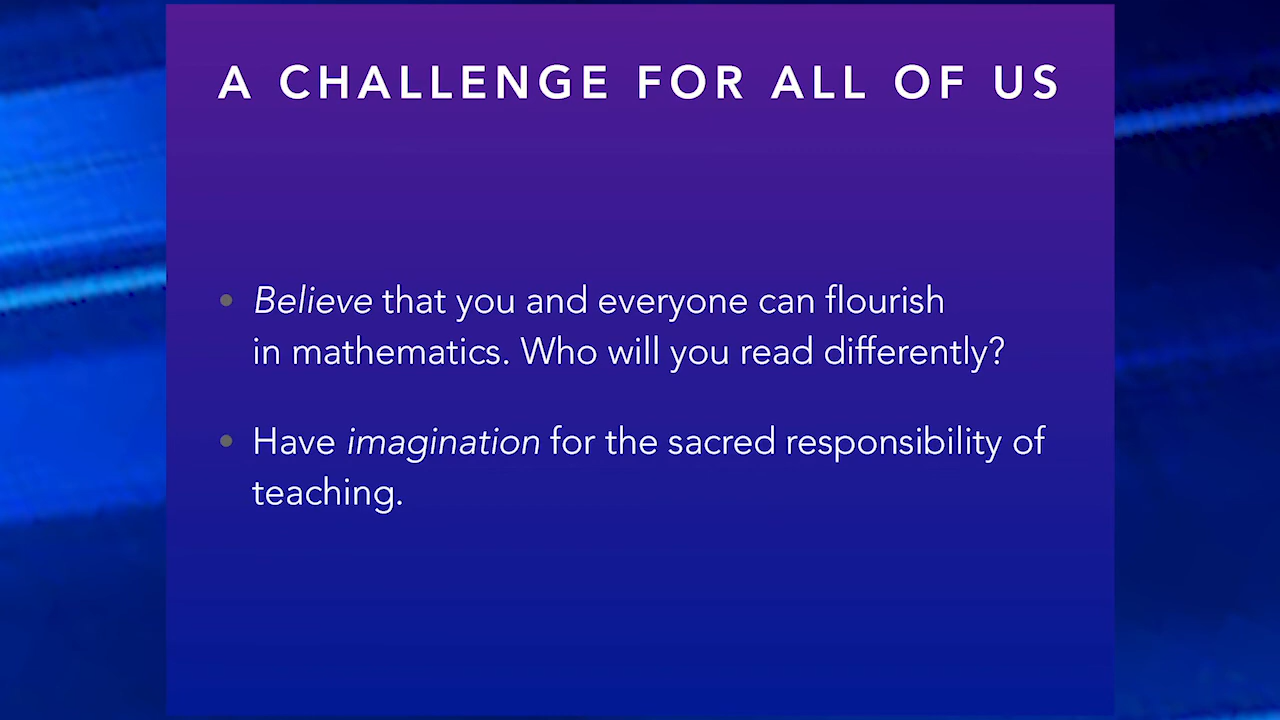 A CHALLENGE FOR ALL OF US
• Believe that you and everyone can flourish
in mathematics. Who will you read differently?
• Have imagination for the sacred responsibility of
teaching.